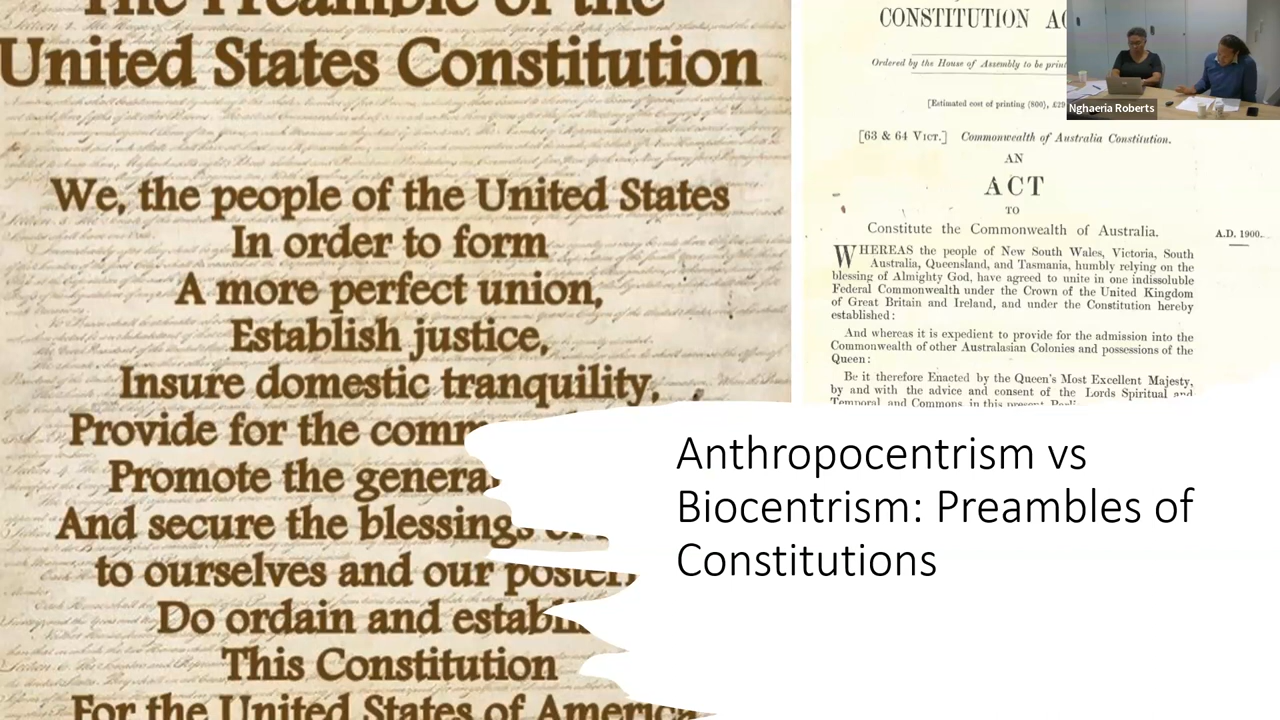 The Preamble of the
United States Constitution
We, the people of the United States
In order to form
A more perfect union,
Establish justice,
Insure domestic tranquility,
Provide for the comm
Promote the genera
And secure the blessings
to ourselves and our poster
Do ordain and establis
This Constitution
For the United States of America
CONSTITUTION AC
Ordered by the House of Assembly to be print
[Estimated cost of printing (800), £29
[63 & 64 VICT.] Commonwealth of Australia Constitution.
AN
ACT
TO
Constitute the Commonwealth of Australia.
A.D. 1900.
WHEREAS the people of New South Wales, Victoria, South
Australia, Queensland, and Tasmania, humbly relying on the
blessing of Almighty God, have agreed to unite in one indissoluble
Federal Commonwealth under the Crown of the United Kingdom
of Great Britain and Ireland, and under the Constitution hereby
established:
And whereas it is expedient to provide for the admission into the
Commonwealth of other Australasian Colonies and possessions of the
Queen:
Be it therefore Enacted by the Queen's Most Excellent Majesty,
by and with the advice and consent of the Lords Spiritual and
Temporal and Commons, in this present Parli
Nghaeria Roberts
Anthropocentrism vs
Biocentrism: Preambles of
Constitutions